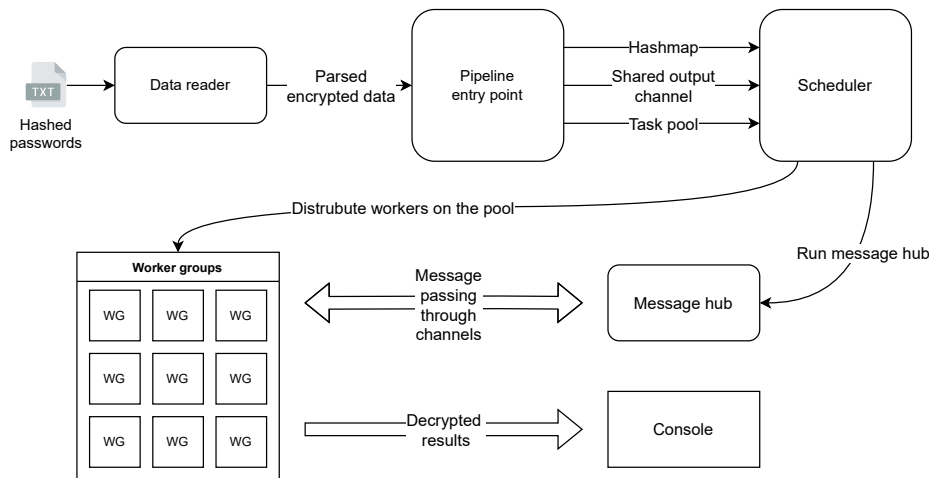 TXT
Hashed
passwords
Data reader
Parsed
encrypted data
Pipeline
entry point
Hashmap
Shared output
channel
Task pool
Scheduler
Distrubute workers on the pool
Run message hub
Worker groups
WG WG WG
WG WG WG
WG WG WG
Message
passing
through
channels
Message hub
Decrypted
results
Console